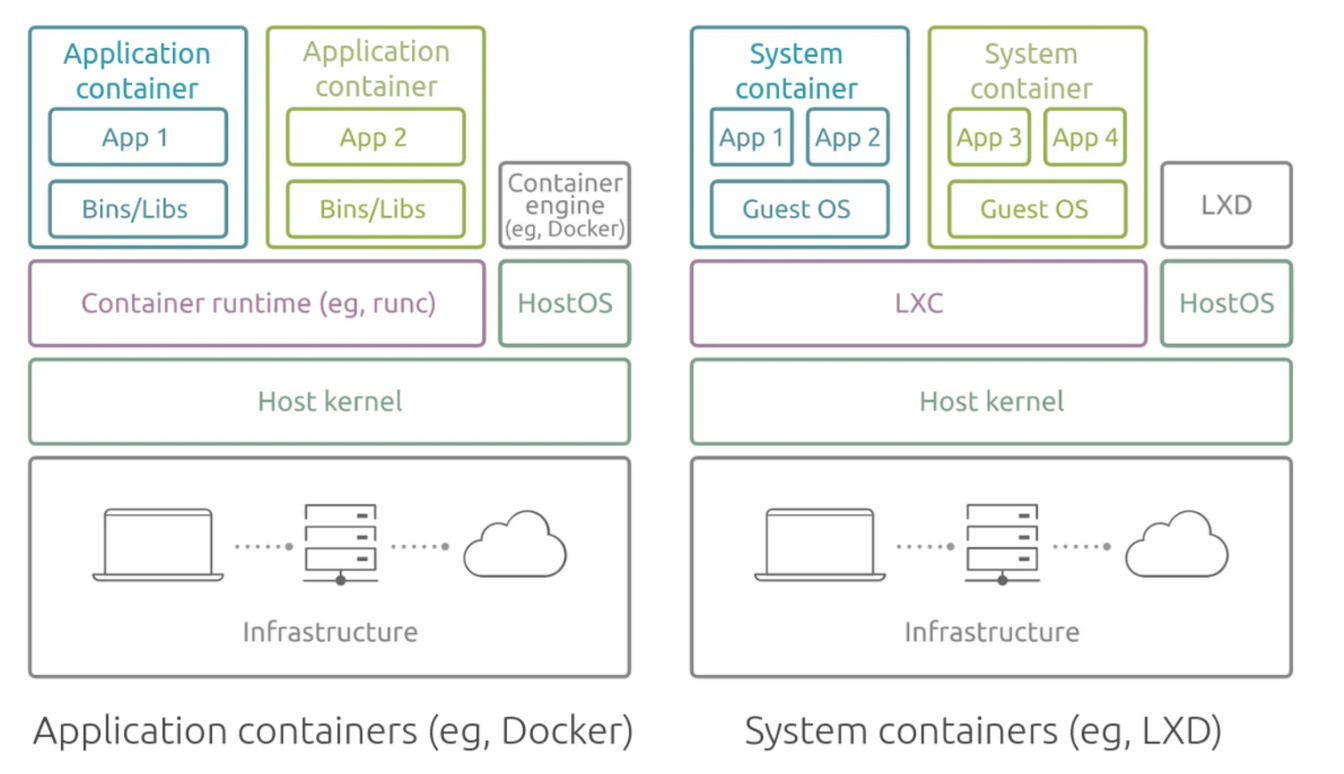 Application
container
App 1
Bins/Libs
Application
container
App 2
Bins/Libs
Container
engine
(eg, Docker)
Container runtime (eg, runc)
HostOS
Host kernel
Infrastructure
Application containers (eg, Docker)
System
container
App 1
App 2
Guest OS
System
container
App 3
App 4
Guest OS
LXD
LXC
HostOS
Host kernel
Infrastructure
System containers (eg, LXD)